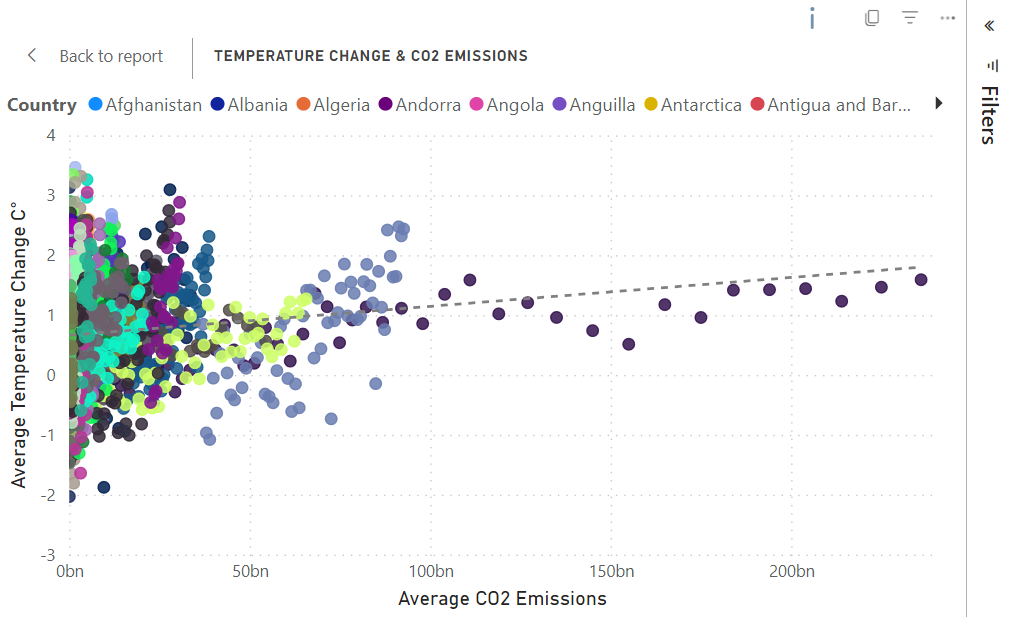 Back to report
TEMPERATURE CHANGE & CO2 EMISSIONS
Country Afghanistan Albania Algeria Andorra Angola Anguilla Antarctica Antigua and Bar...
Filters
Average Temperature Change C°
4
3
2
1
0
-1
-2
-3
0bn 50bn 100bn 150bn 200bn
Average CO2 Emissions